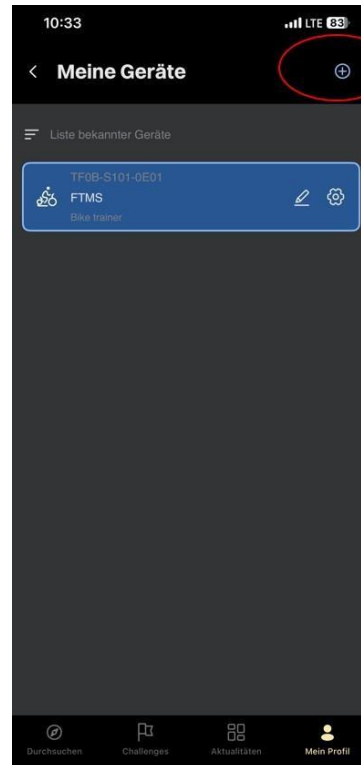 10:33
LTE 83
Meine Geräte
Liste bekannter Geräte
TF0B-S101-0E01
FTMS
Bike trainer
Durchsuchen
Challenges
Aktualitäten
Mein Profil